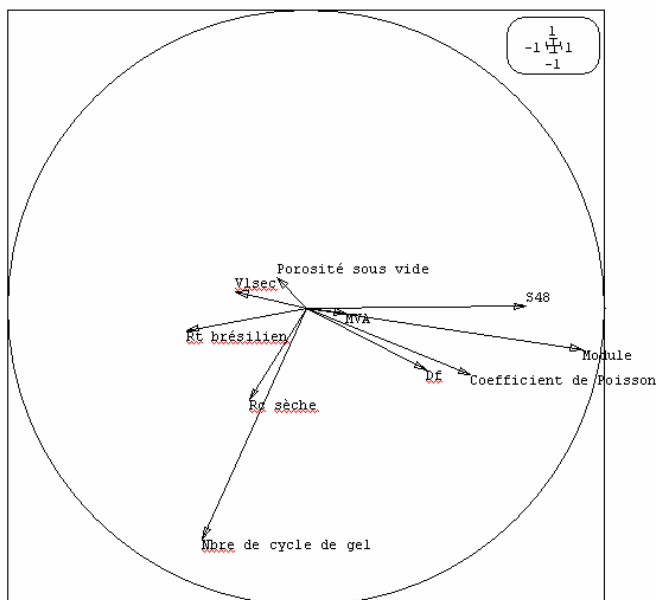 1
-1 1
-1
Porosité sous vide
Vlsec
S48
MVA
Rt brésilien
Module
Df
Coefficient de Poisson
Rc sèche
Nbre de cycle de gel